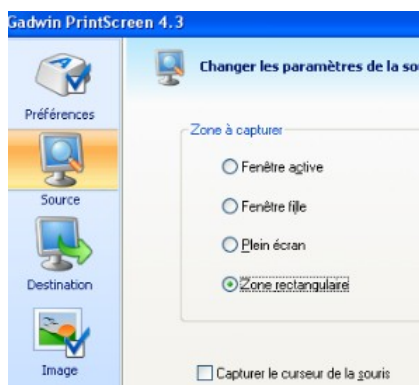 Gadwin PrintScreen 4.3
Changer les paramètres de la sou
Préférences
Zone à capturer
Fenêtre active
Source
Fenêtre fille
Plein écran
Destination
Zone rectangulaire
Image
Capturer le curseur de la souris